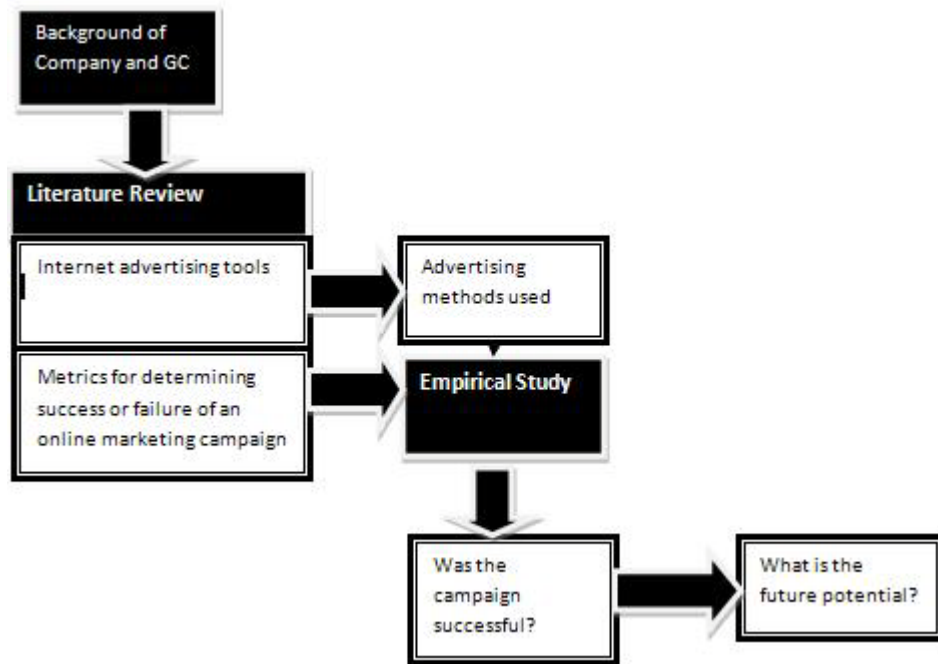 Background of
Company and GC
Literature Review
Internet advertising tools
Advertising
methods used
Metrics for determining
success or failure of an
online marketing campaign
Empirical Study
Was the
campaign
successful?
What is the
future potential?